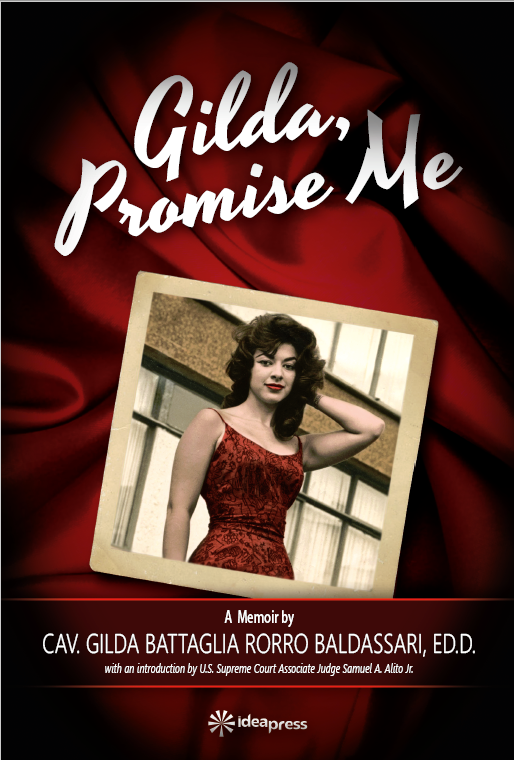 Gilda,
Promise Me
A Memoir by
CAV. GILDA BATTAGLIA RORRO BALDASSARI, ED.D.
with an introduction by U.S. Supreme Court Associate Judge Samuel A. Alito Jr.
ideapress